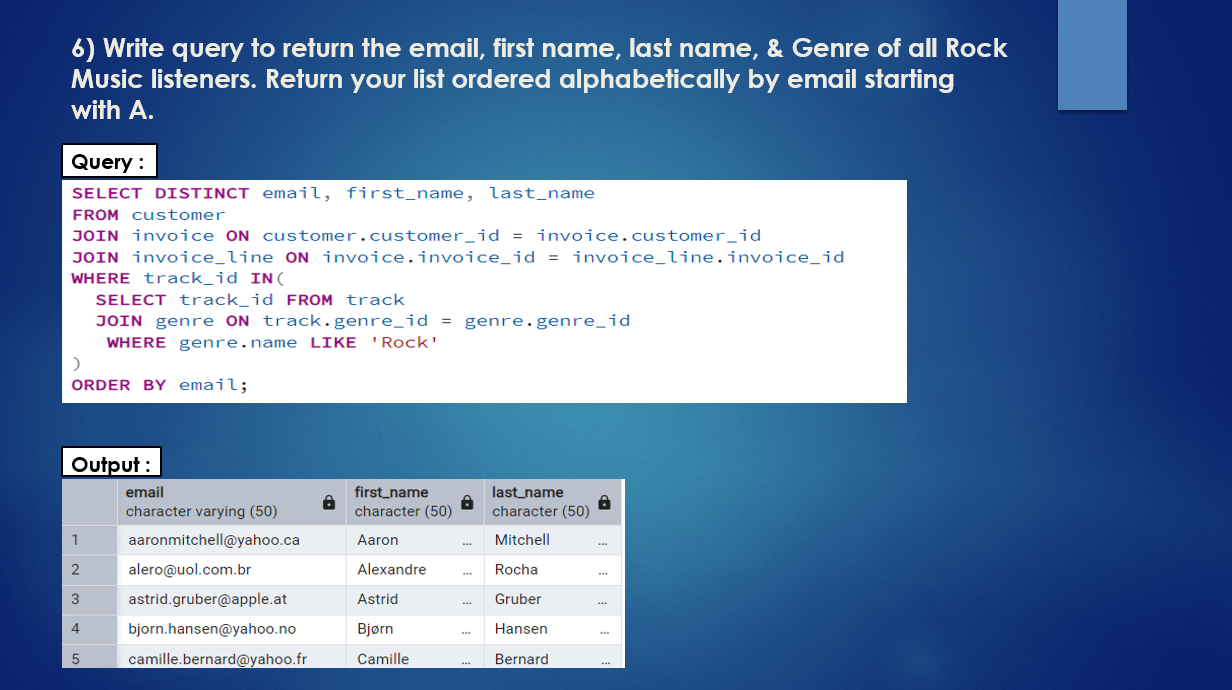 6) Write query to return the email, first name, last name, & Genre of all Rock
Music listeners. Return your list ordered alphabetically by email starting
with A.
Query :
SELECT DISTINCT email, first_name, last_name
FROM customer
JOIN invoice ON customer.customer_id = invoice.customer_id
JOIN invoice_line ON invoice.invoice_id = invoice_line.invoice_id
WHERE track_id IN(
SELECT track_id FROM track
JOIN genre ON track.genre_id = genre.genre_id
WHERE genre.name LIKE 'Rock'
)
ORDER BY email;
Output :
email first_name last_name
character varying (50) character (50) character (50)
1 aaronmitchell@yahoo.ca Aaron ... Mitchell ...
2 alero@uol.com.br Alexandre ... Rocha ...
3 astrid.gruber@apple.at Astrid ... Gruber ...
4 bjorn.hansen@yahoo.no Bjørn ... Hansen ...
5 camille.bernard@yahoo.fr Camille ... Bernard ...